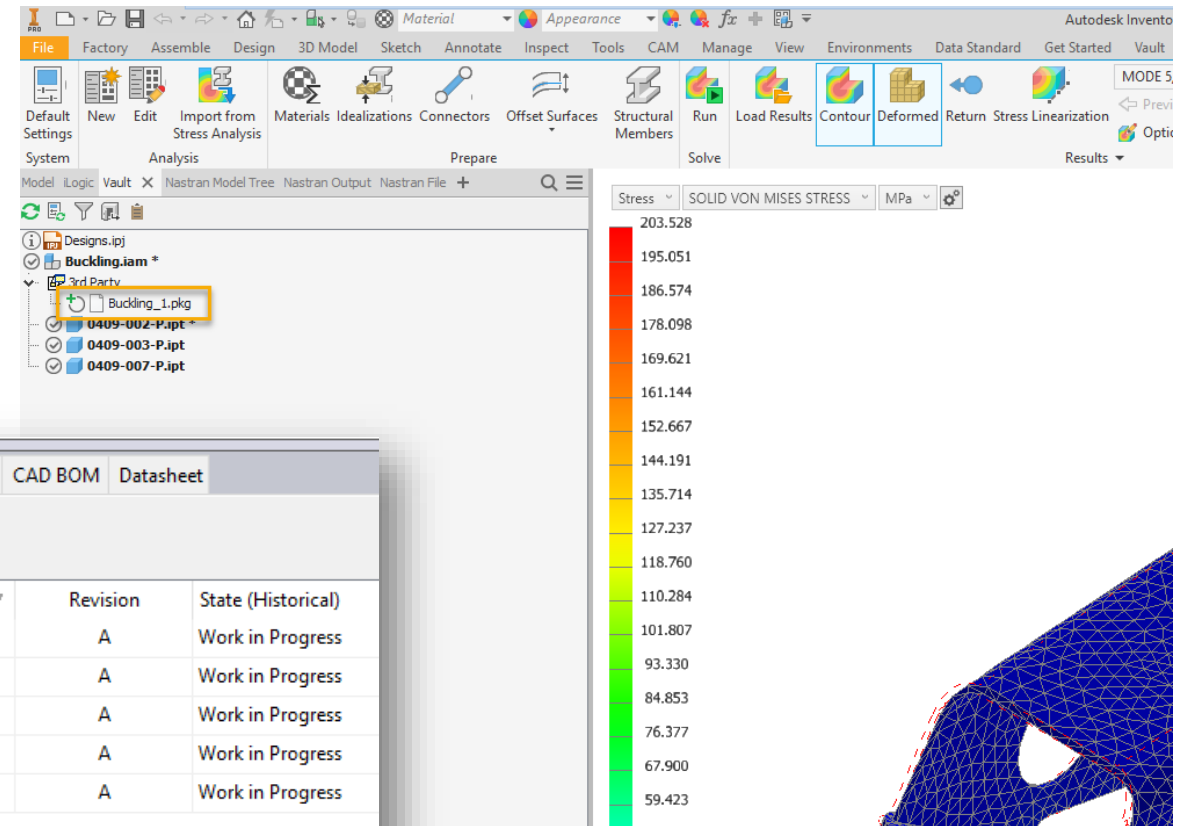 PRO
Material
Appearance
fx
Autodesk Invento
File Factory Assemble Design 3D Model Sketch Annotate Inspect Tools CAM Manage View Environments Data Standard Get Started Vault
Default Settings
New
Edit
Import from Stress Analysis
Materials
Idealizations
Connectors
Offset Surfaces
Structural Members
Run
Load Results
Contour
Deformed
Return
Stress Linearization
MODE 5,
Previ
Optic
System
Analysis
Prepare
Solve
Results
Model iLogic Vault Nastran Model Tree Nastran Output Nastran File
Designs.ipj
Buckling.iam *
3rd Party
Buckling_1.pkg
0409-002-P.ipt *
0409-003-P.ipt
0409-007-P.ipt
CAD BOM Datasheet
Revision State (Historical)
A Work in Progress
A Work in Progress
A Work in Progress
A Work in Progress
A Work in Progress
Stress SOLID VON MISES STRESS MPa
203.528
195.051
186.574
178.098
169.621
161.144
152.667
144.191
135.714
127.237
118.760
110.284
101.807
93.330
84.853
76.377
67.900
59.423